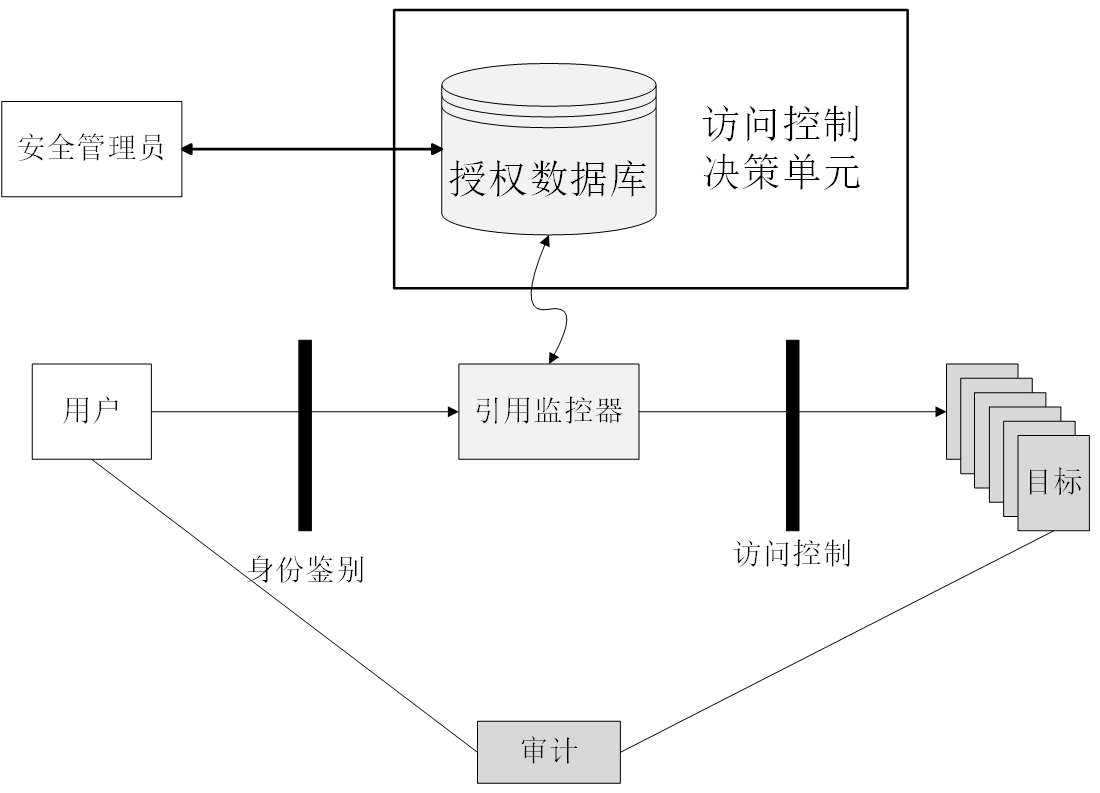 访问控制
决策单元
安全管理员
授权数据库
用户
引用监控器
目标
身份鉴别
访问控制
审计